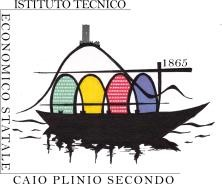 ISTITUTO TECNICO
ECONOMICO STATALE
1865
CAIO PLINIO SECONDO